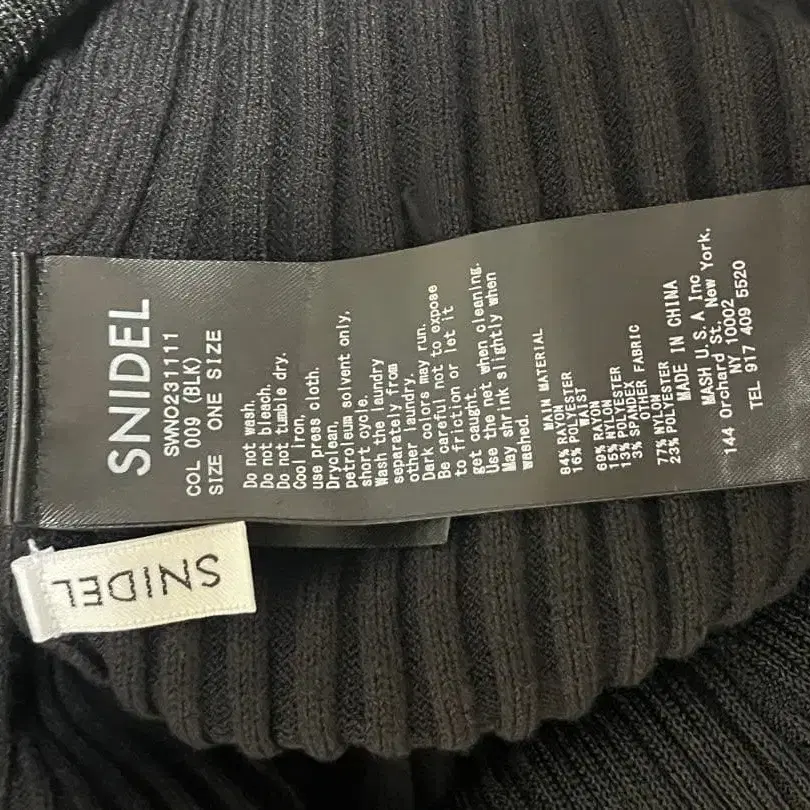 SNIDEL
SWNO231111
COL 009 (BLK)
SIZE ONE SIZE
Do not wash.
Do not bleach.
Do not tumble dry.
Cool iron,
use press cloth.
Dryclean,
petroleum solvent only,
short cycle.
Wash the laundry
separately from
other laundry.
Dark colors may run.
Be careful not to expose
to friction or let it
get caught.
Use the net when cleaning.
May shrink slightly when
washed.
MAIN MATERIAL
84% RAYON
16% POLYESTER
WAIST
69% RAYON
15% NYLON
13% POLYESTER
3% SPANDEX
ANOTHER FABRIC
77% NYLON
23% POLYESTER
MADE IN CHINA
MASH U.S.A Inc
144 Orchard St, New York,
NY 10002
TEL 917 409 5520
SNIDEL